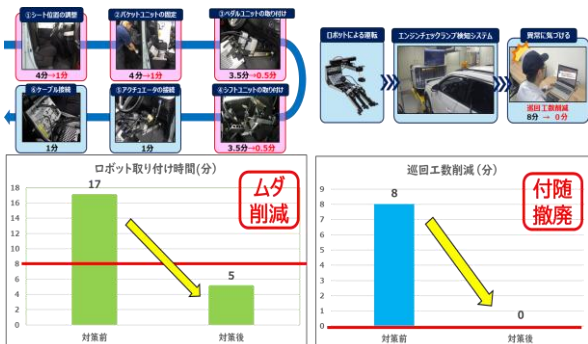 ①シート位置の調整
4分→1分
②バケットユニットの固定
4分→1分
③ペダルユニットの取り付け
3.5分→0.5分
⑥ケーブル接続
1分
⑤アクチュエータの接続
1分
④シフトユニットの取り付け
3.5分→0.5分
ロボットによる運転
エンジンチェックランプ検知システム
異常に気づける
巡回工数削減
8分 → 0分
ロボット取り付け時間(分)
ムダ
削減
18
16
14
12
10
8
6
4
2
0
17
5
対策前
対策後
巡回工数削減(分)
付随
撤廃
9
8
7
6
5
4
3
2
1
0
8
0
対策前
対策後